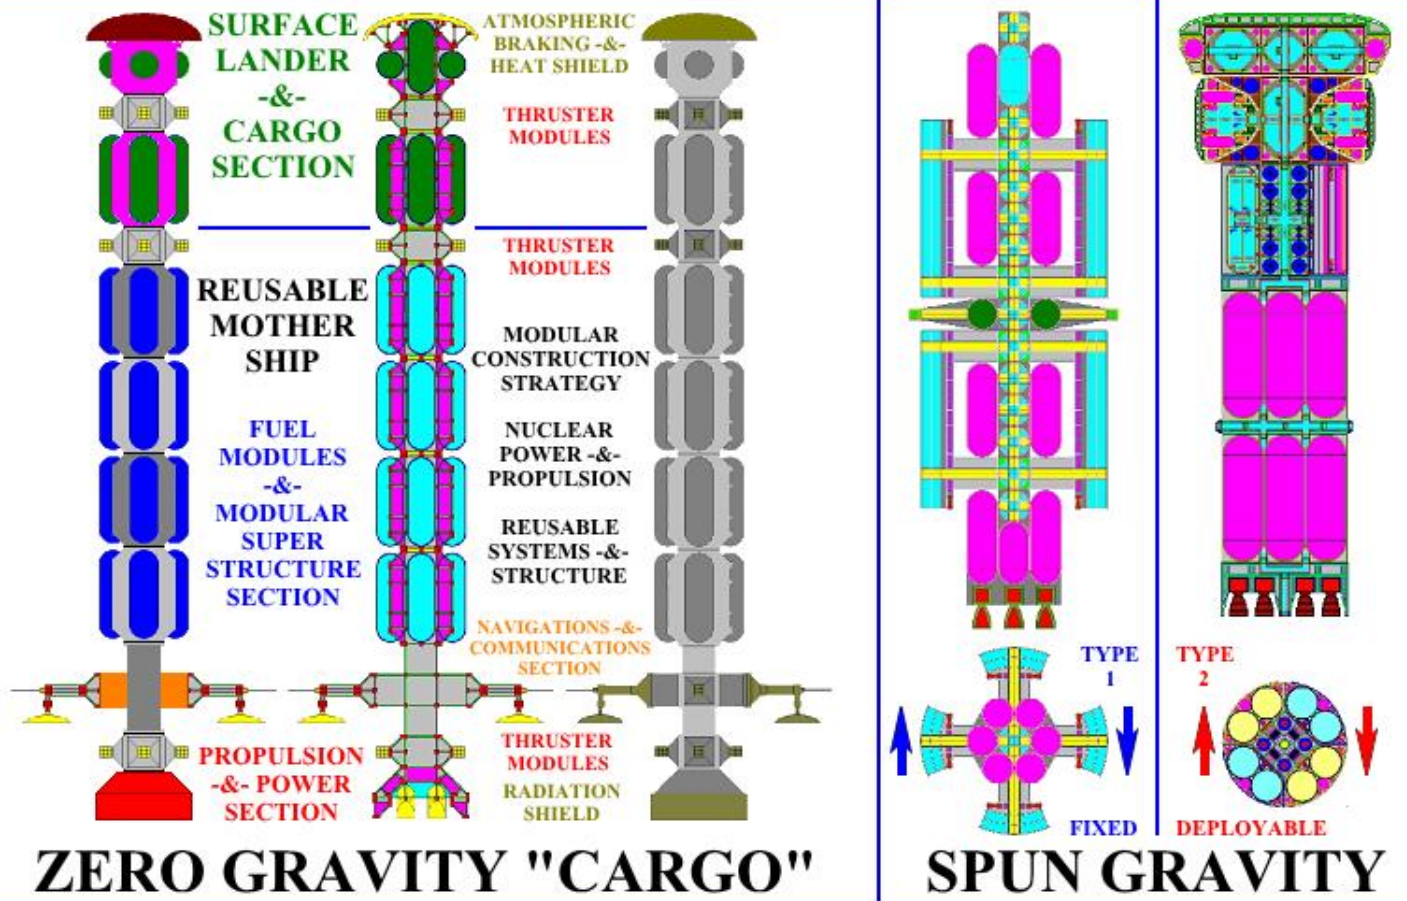 SURFACE
LANDER
-&-
CARGO
SECTION
ATMOSPHERIC
BRAKING -&-
HEAT SHIELD
THRUSTER
MODULES
THRUSTER
MODULES
REUSABLE
MOTHER
SHIP
MODULAR
CONSTRUCTION
STRATEGY
FUEL
MODULES
-&-
MODULAR
SUPER
STRUCTURE
SECTION
NUCLEAR
POWER -&-
PROPULSION
REUSABLE
SYSTEMS -&-
STRUCTURE
NAVIGATIONS -&-
COMMUNICATIONS
SECTION
PROPULSION
-&- POWER
SECTION
THRUSTER
MODULES
RADIATION
SHIELD
ZERO GRAVITY "CARGO"
TYPE
1
FIXED
TYPE
2
DEPLOYABLE
SPUN GRAVITY